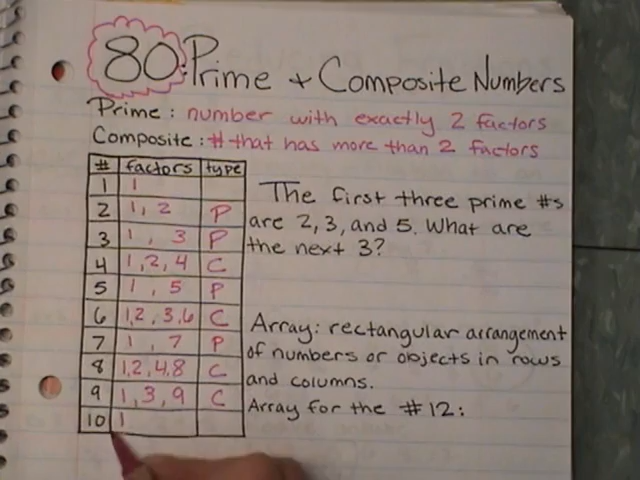 80: Prime + Composite Numbers
Prime: number with exactly 2 factors
Composite: # that has more than 2 factors
# factors type
1 1
2 1, 2 P
3 1, 3 P
4 1, 2, 4 C
5 1, 5 P
6 1,2,3,6 C
7 1, 7 P
8 1,2,4,8 C
9 1, 3, 9 C
10 1
The first three prime #s
are 2, 3, and 5. What are
the next 3?
Array: rectangular arrangement
of numbers or objects in rows
and columns.
Array for the #12: